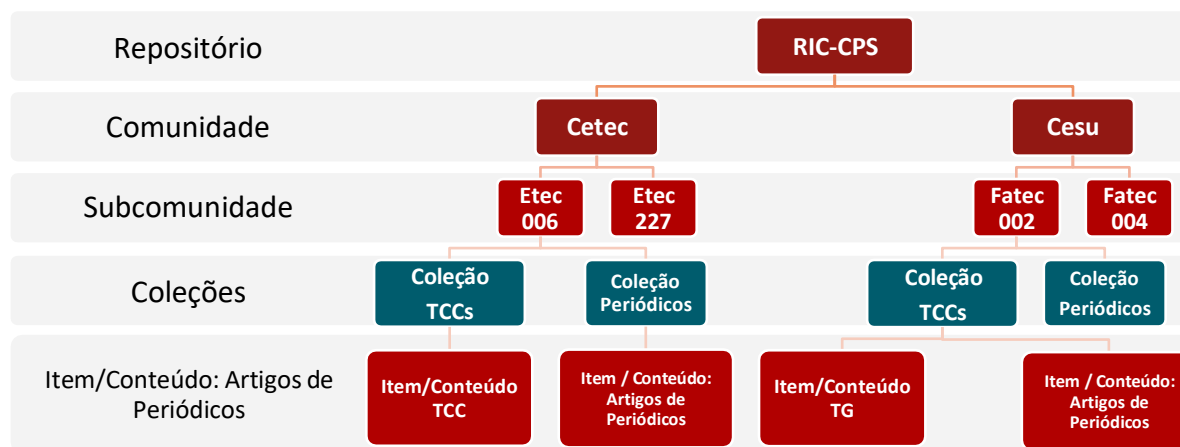 Repositório
RIC-CPS
Comunidade
Cetec
Cesu
Subcomunidade
Etec
006
Etec
227
Fatec
002
Fatec
004
Coleções
Coleção
TCCs
Coleção
Periódicos
Coleção
TCCs
Coleção
Periódicos
Item/Conteúdo: Artigos de
Periódicos
Item/Conteúdo
TCC
Item / Conteúdo:
Artigos de
Periódicos
Item/Conteúdo
TG
Item / Conteúdo:
Artigos de
Periódicos